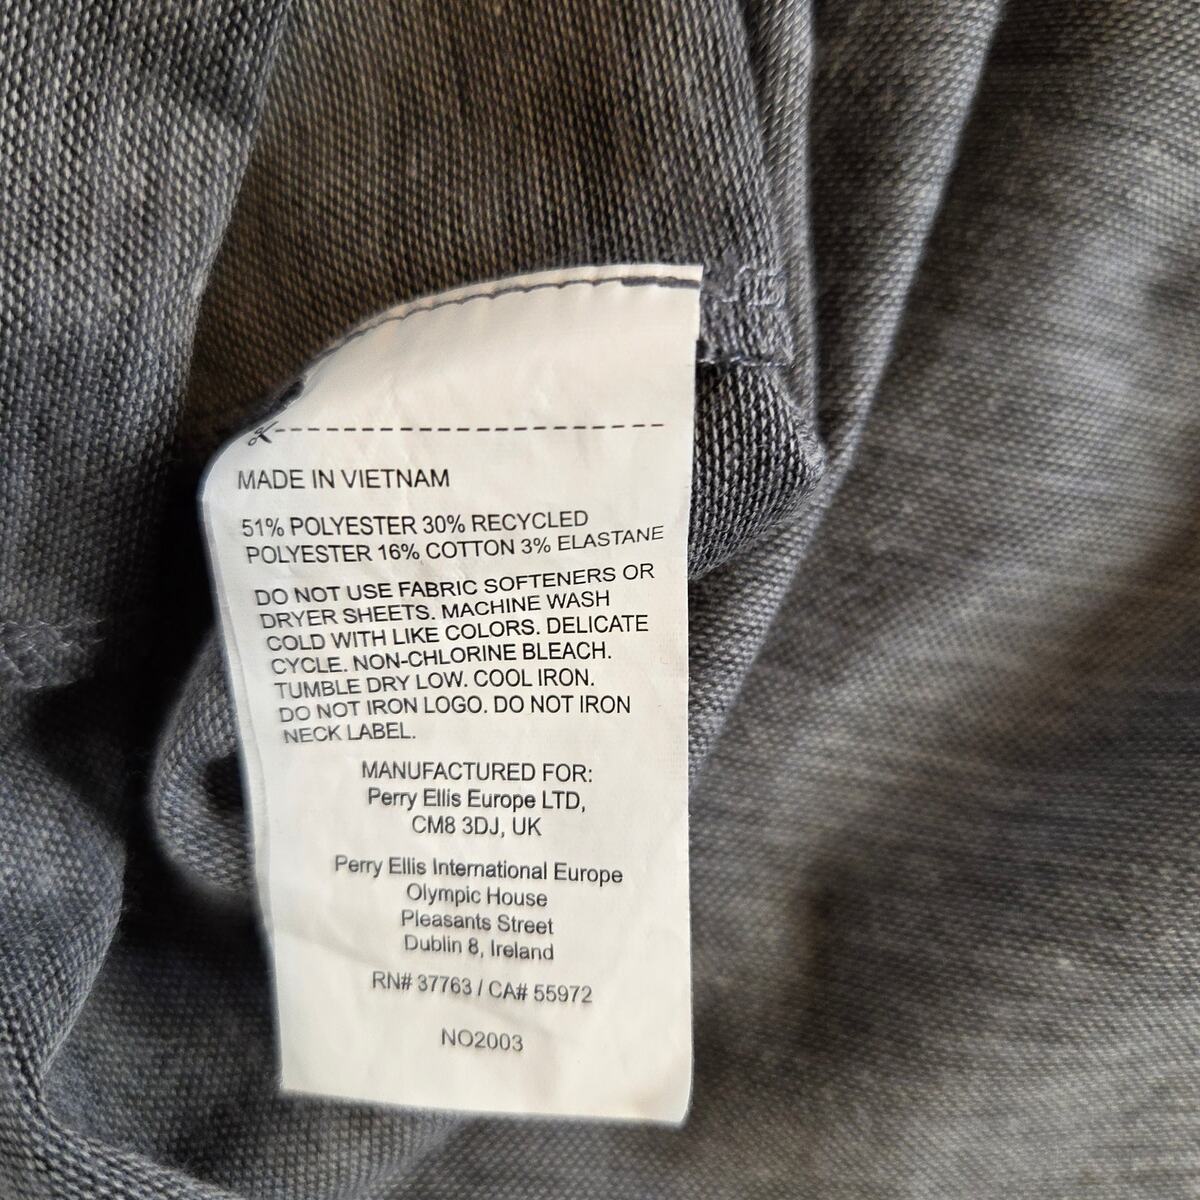 MADE IN VIETNAM
51% POLYESTER 30% RECYCLED
POLYESTER 16% COTTON 3% ELASTANE
DO NOT USE FABRIC SOFTENERS OR
DRYER SHEETS. MACHINE WASH
COLD WITH LIKE COLORS. DELICATE
CYCLE. NON-CHLORINE BLEACH.
TUMBLE DRY LOW. COOL IRON.
DO NOT IRON LOGO. DO NOT IRON
NECK LABEL.
MANUFACTURED FOR:
Perry Ellis Europe LTD,
CM8 3DJ, UK
Perry Ellis International Europe
Olympic House
Pleasants Street
Dublin 8, Ireland
RN# 37763 / CA# 55972
NO2003